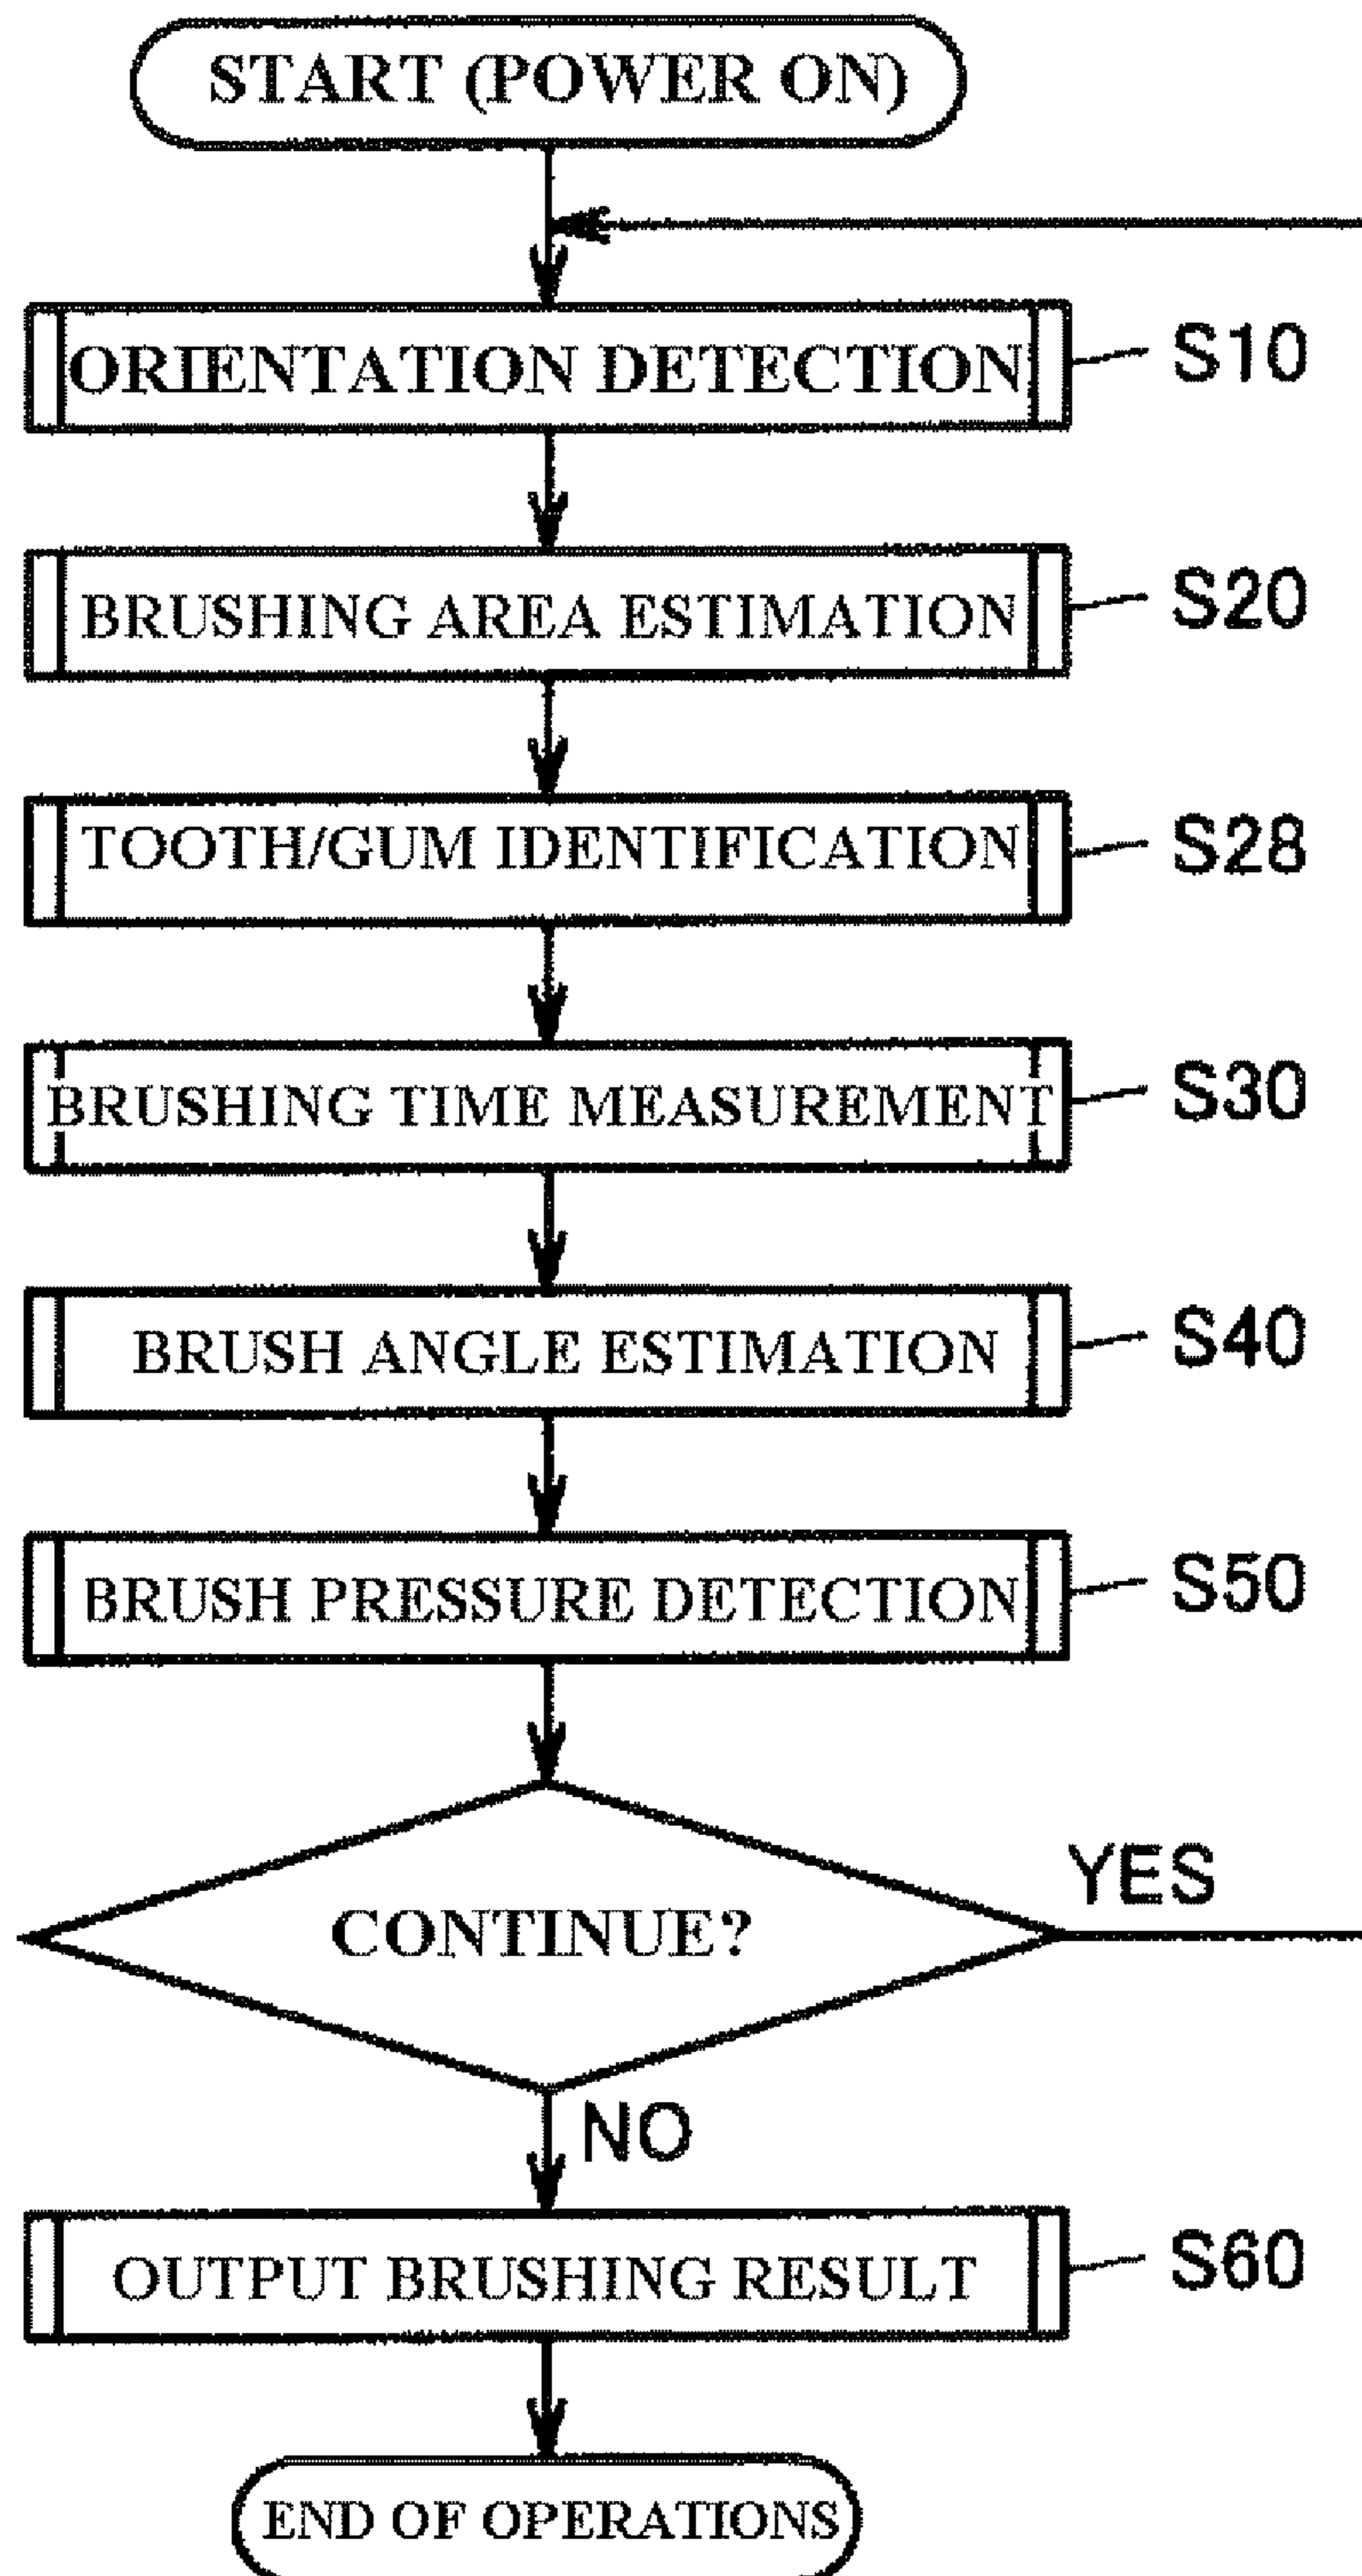 START (POWER ON)
ORIENTATION DETECTION S10
BRUSHING AREA ESTIMATION S20
TOOTH/GUM IDENTIFICATION S28
BRUSHING TIME MEASUREMENT S30
BRUSH ANGLE ESTIMATION S40
BRUSH PRESSURE DETECTION S50
YES
CONTINUE?
NO
OUTPUT BRUSHING RESULT S60
END OF OPERATIONS